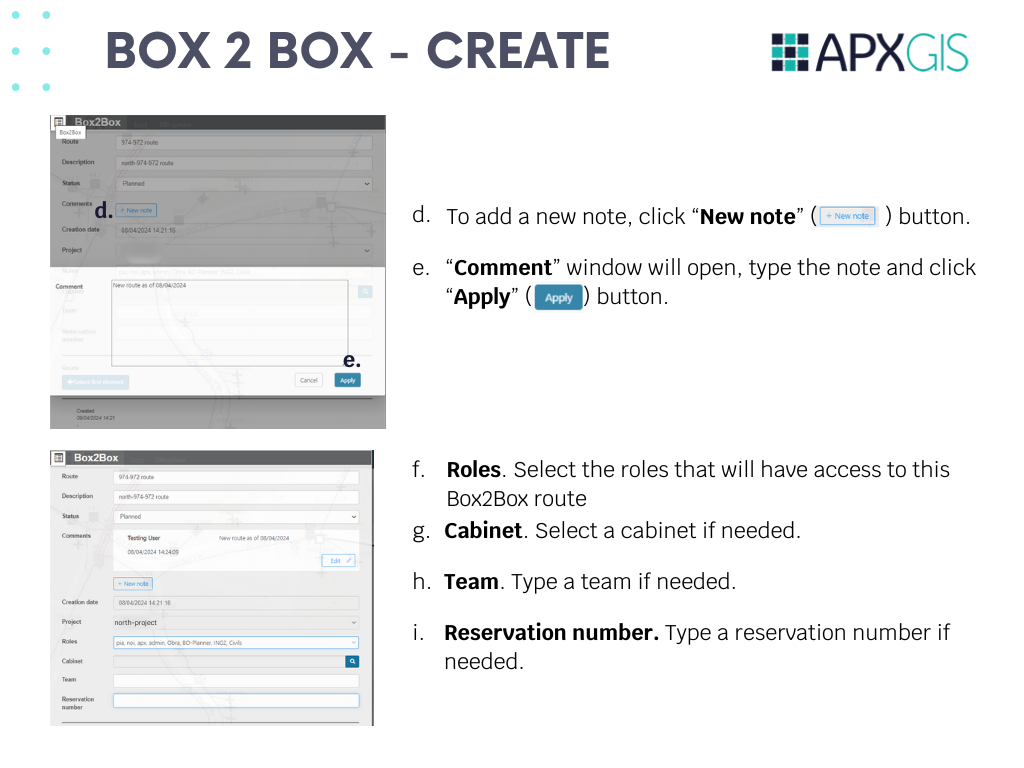 BOX 2 BOX - CREATE
APXGIS
Box2Box
Box2Box
Route 974-972 route
Description north-974-972 route
Status Planned
Comments d. + New note
Creation date 08/04/2024 14:21:16
Project
Comment New route as of 08/04/2024
Team
Reservation number
Route
e.
Cancel Apply
Created
08/04/2024 14:21
d. To add a new note, click “New note” ( + New note ) button.
e. “Comment” window will open, type the note and click
“Apply” ( Apply ) button.
Box2Box
Route 974-972 route
Description north-974-972 route
Status Planned
Comments Testing User New route as of 08/04/2024
08/04/2024 14:24:09
Edit
+ New note
Creation date 08/04/2024 14:21:16
Project north-project
Roles pia, noi, apx, admin, Obra, BO-Planner, ING2, Civils
Cabinet
Team
Reservation
number
f. Roles. Select the roles that will have access to this
Box2Box route
g. Cabinet. Select a cabinet if needed.
h. Team. Type a team if needed.
i. Reservation number. Type a reservation number if
needed.